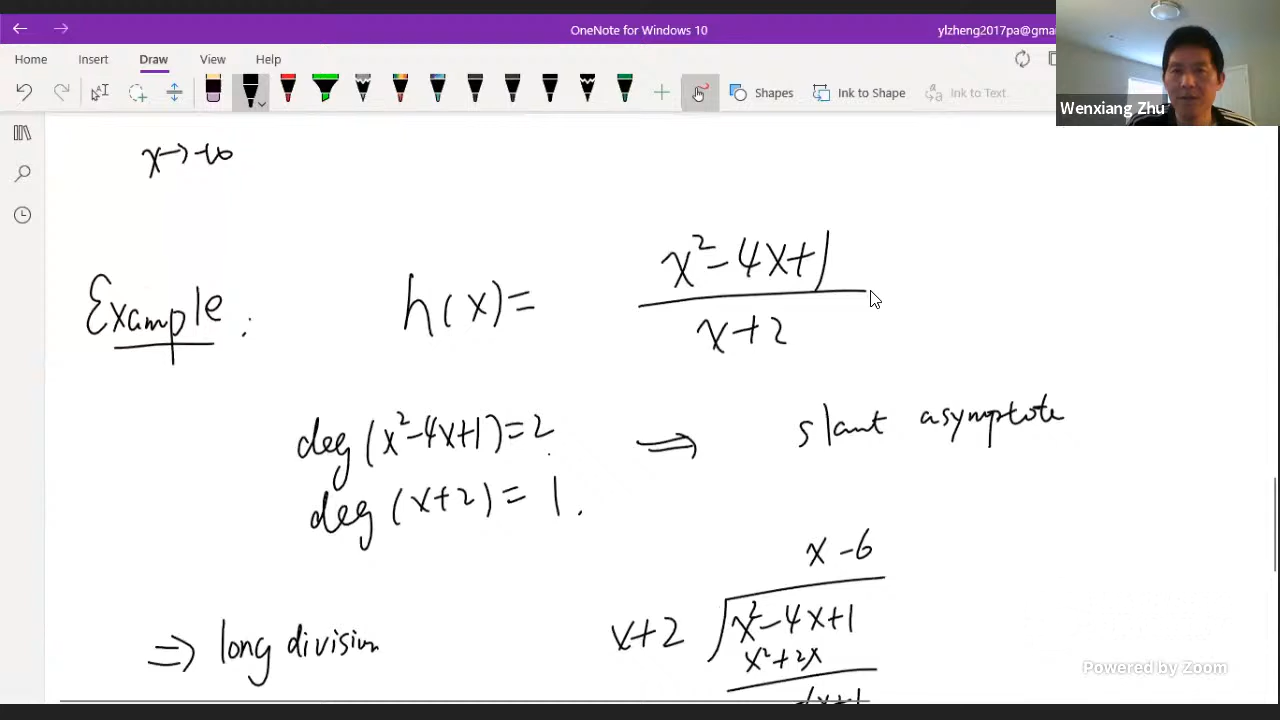 OneNote for Windows 10
ylzheng2017pa@gma
Home Insert Draw View Help
Shapes Ink to Shape Ink to Text
Wenxiang Zhu
x→-∞
Example: h(x)= x²-4x+1
x+2
deg(x²-4x+1)=2 ⟹ slant asymptote
deg(x+2)=1.
x-6
⇒ long division x+2 x²-4x+1
x²+2x
Powered by Zoom